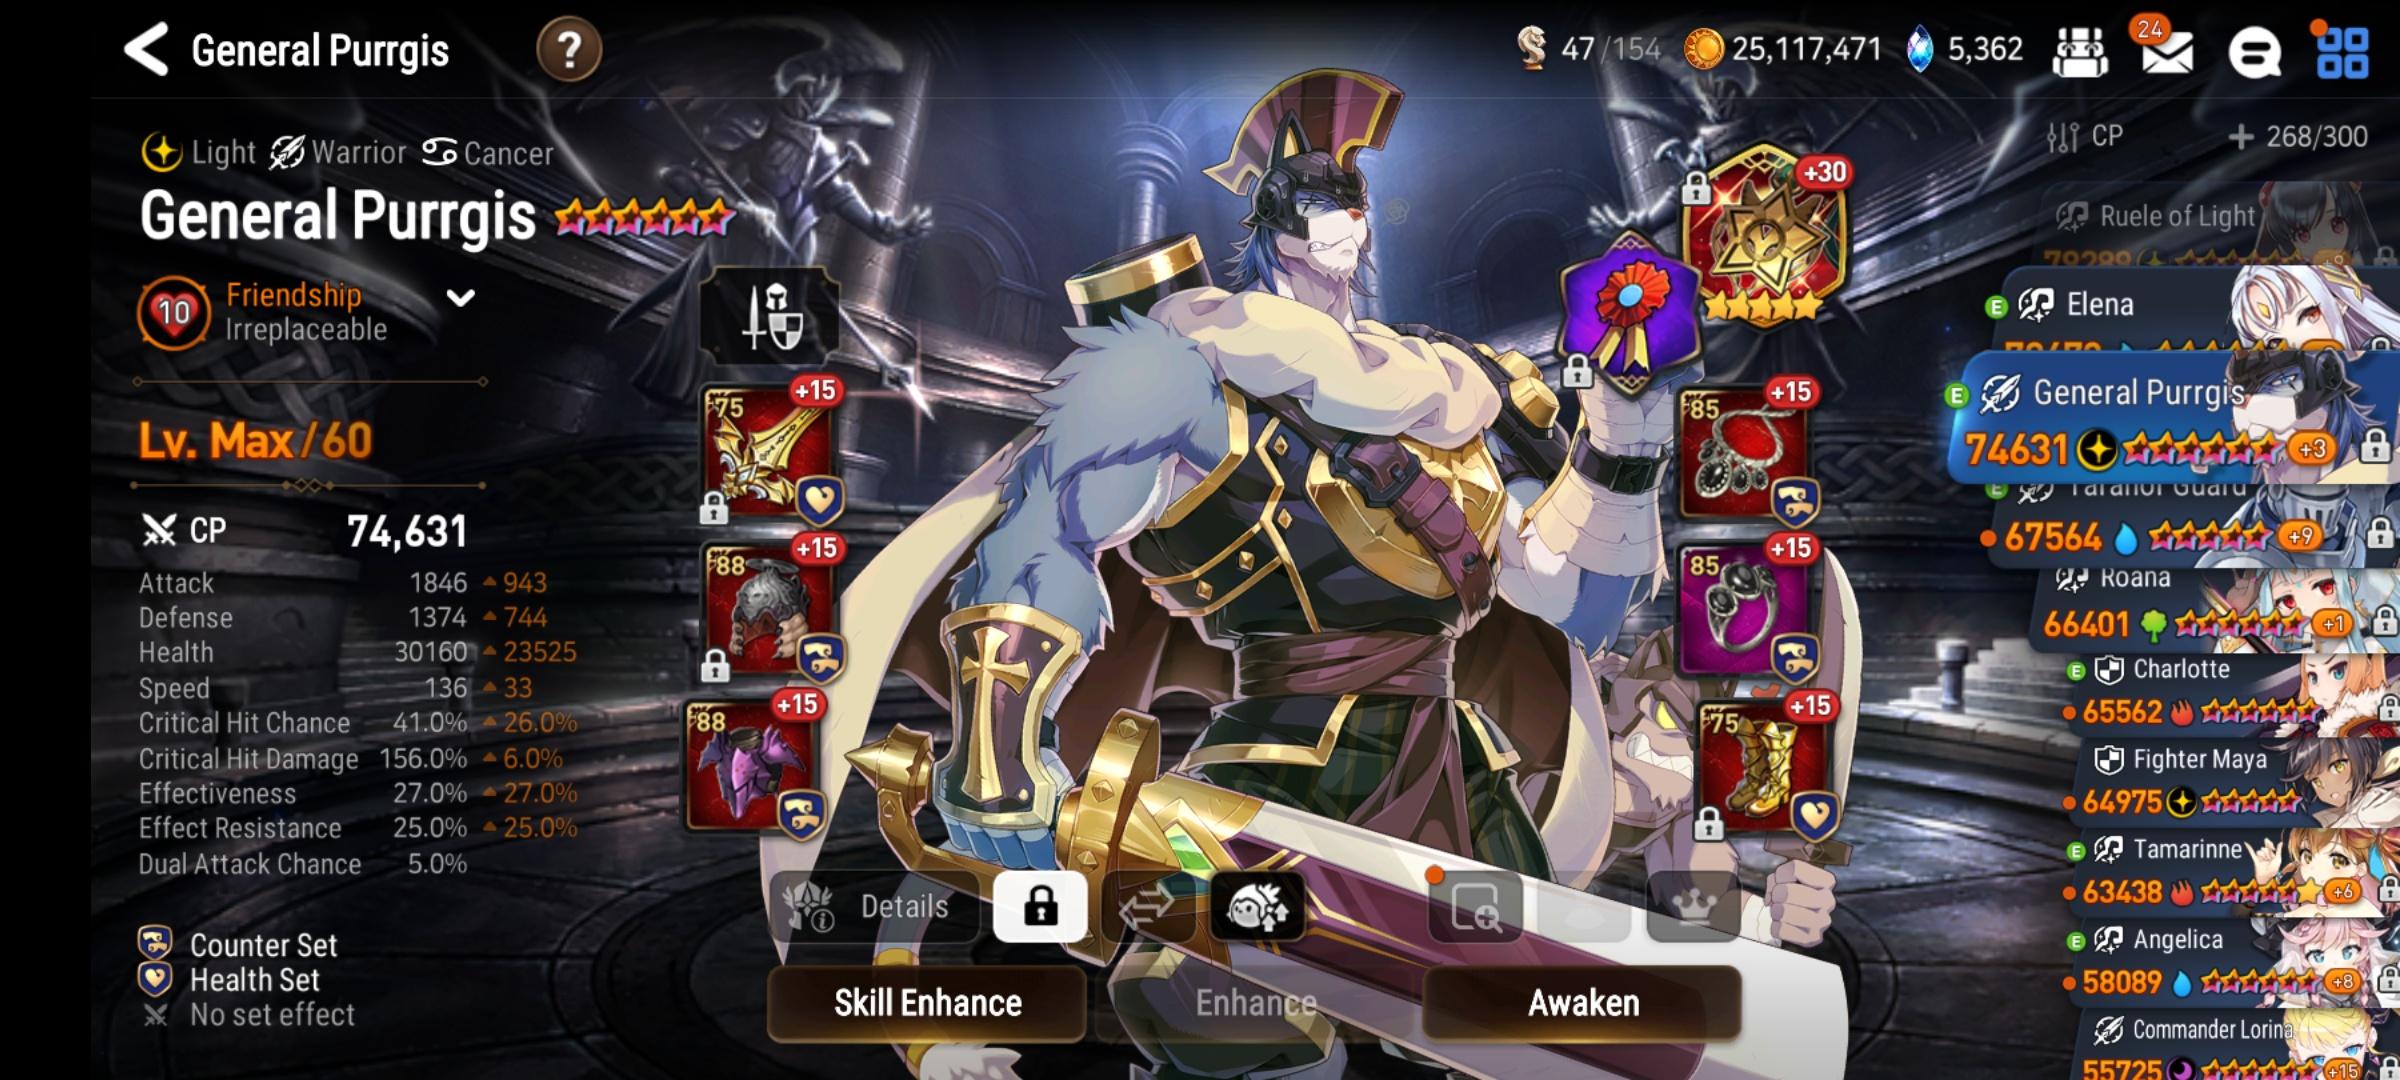 General Purrgis
?
47/154
25,117,471
5,362
24
Light Warrior Cancer
General Purrgis
10
Friendship
Irreplaceable
Lv. Max/60
CP 74,631
Attack 1846 943
Defense 1374 744
Health 30160 23525
Speed 136 33
Critical Hit Chance 41.0% 26.0%
Critical Hit Damage 156.0% 6.0%
Effectiveness 27.0% 27.0%
Effect Resistance 25.0% 25.0%
Dual Attack Chance 5.0%
Counter Set
Health Set
No set effect
75 +15
88 +15
88 +15
+30
85 +15
85 +15
75 +15
Details
Skill Enhance
Enhance
Awaken
CP
268/300
Ruele of Light
E Elena
E General Purrgis
74631 +3
E Taranor Guard
67564 +9
Roana
66401 +1
E Charlotte
65562
Fighter Maya
64975
E Tamarinne
63438 +6
E Angelica
58089 +8
Commander Lorina
55725 +15